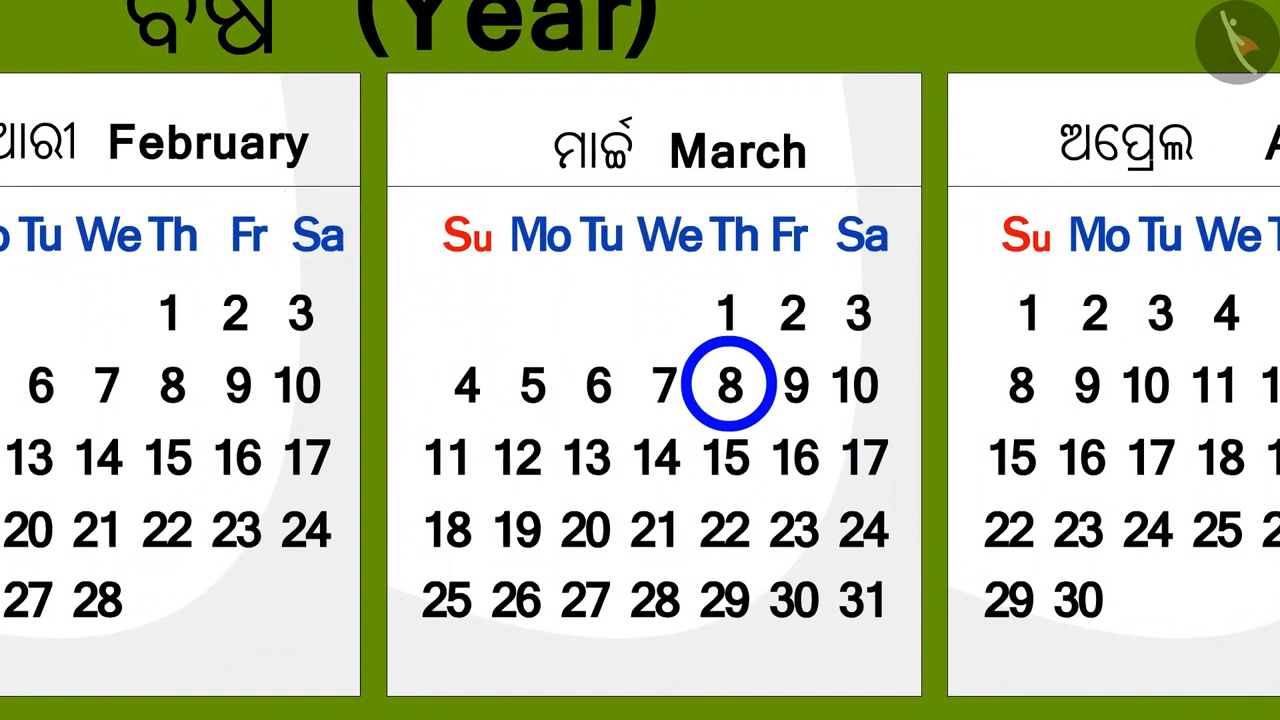 ବର୍ଷ (Year)
ଆରୀ February
Tu We Th Fr Sa
1 2 3
6 7 8 9 10
13 14 15 16 17
20 21 22 23 24
27 28
ମାର୍ଚ୍ଚ March
Su Mo Tu We Th Fr Sa
1 2 3
4 5 6 7 8 9 10
11 12 13 14 15 16 17
18 19 20 21 22 23 24
25 26 27 28 29 30 31
ଅପ୍ରେଲ
Su Mo Tu We
1 2 3 4
8 9 10 11
15 16 17 18
22 23 24 25
29 30